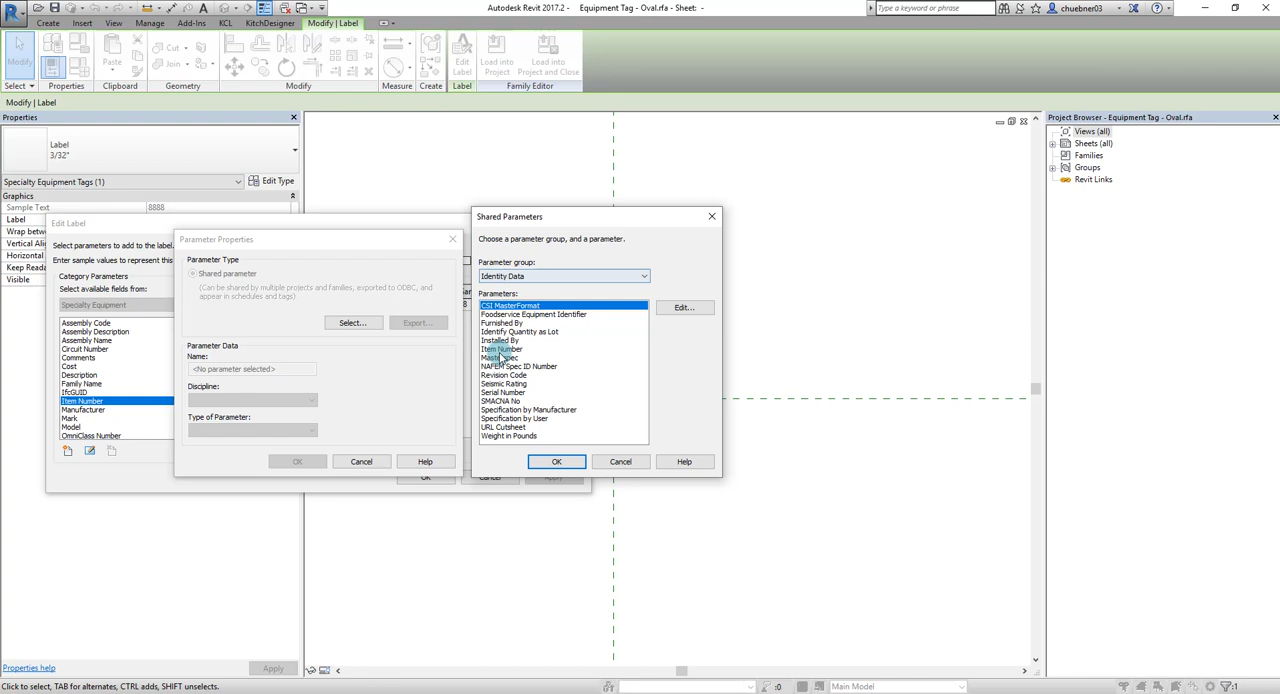 Autodesk Revit 2017.2 - Equipment Tag - Oval.rfa - Sheet: -
Type a keyword or phrase
chuebner03
Create Insert View Manage Add-Ins KCL KitchDesigner Modify | Label
Modify
Paste
Cut
Join
Edit Label
Load into Project
Load into Project and Close
Select Properties Clipboard Geometry Modify Measure Create Label Family Editor
Modify | Label
Properties
Label
3/32"
Specialty Equipment Tags (1)
Edit Type
Graphics
Sample Text 8888
Label
Wrap betw
Vertical Ali
Horizontal
Keep Reada
Visible
Properties help
Apply
Edit Label
Select parameters to add to the label.
Enter sample values to represent this
Category Parameters
Select available fields from:
Specialty Equipment
Assembly Code
Assembly Description
Assembly Name
Circuit Number
Comments
Cost
Description
Family Name
IfcGUID
Item Number
Manufacturer
Mark
Model
OmniClass Number
OK Cancel Apply
Parameter Properties
Parameter Type
Shared parameter
(Can be shared by multiple projects and families, exported to ODBC, and
appear in schedules and tags)
Select... Export...
Parameter Data
Name:
<No parameter selected>
Discipline:
Type of Parameter:
OK Cancel Help
Shared Parameters
Choose a parameter group, and a parameter.
Parameter group:
Identity Data
Parameters:
CSI MasterFormat
Foodservice Equipment Identifier
Furnished By
Identify Quantity as Lot
Installed By
Item Number
NAFEM Spec ID Number
Revision Code
Seismic Rating
Serial Number
SMACNA No
Specification by Manufacturer
Specification by User
URL Cutsheet
Weight in Pounds
Edit...
OK Cancel Help
Project Browser - Equipment Tag - Oval.rfa
Views (all)
Sheets (all)
Families
Groups
Revit Links
Click to select, TAB for alternates, CTRL adds, SHIFT unselects.
:0
Main Model
:1